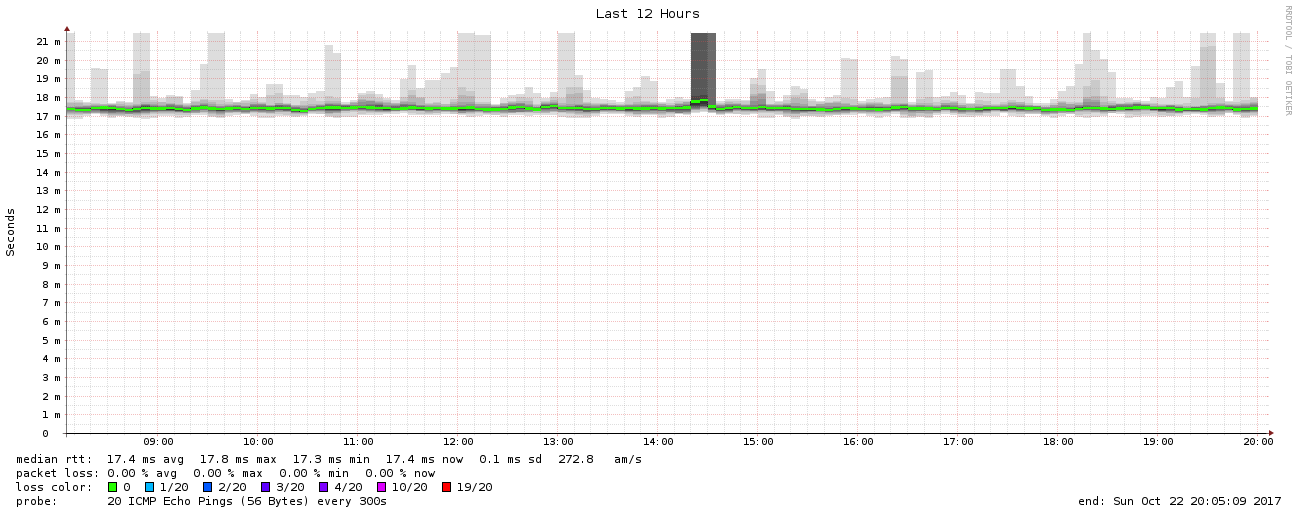 Last 12 Hours
RRDTOOL / TOBI OETIKER
21 m
20 m
19 m
18 m
17 m
16 m
15 m
14 m
13 m
12 m
11 m
10 m
9 m
8 m
7 m
6 m
5 m
4 m
3 m
2 m
1 m
0
Seconds
09:00 10:00 11:00 12:00 13:00 14:00 15:00 16:00 17:00 18:00 19:00 20:00
median rtt: 17.4 ms avg 17.8 ms max 17.3 ms min 17.4 ms now 0.1 ms sd 272.8 am/s
packet loss: 0.00 % avg 0.00 % max 0.00 % min 0.00 % now
loss color: 0 1/20 2/20 3/20 4/20 10/20 19/20
probe: 20 ICMP Echo Pings (56 Bytes) every 300s end: Sun Oct 22 20:05:09 2017